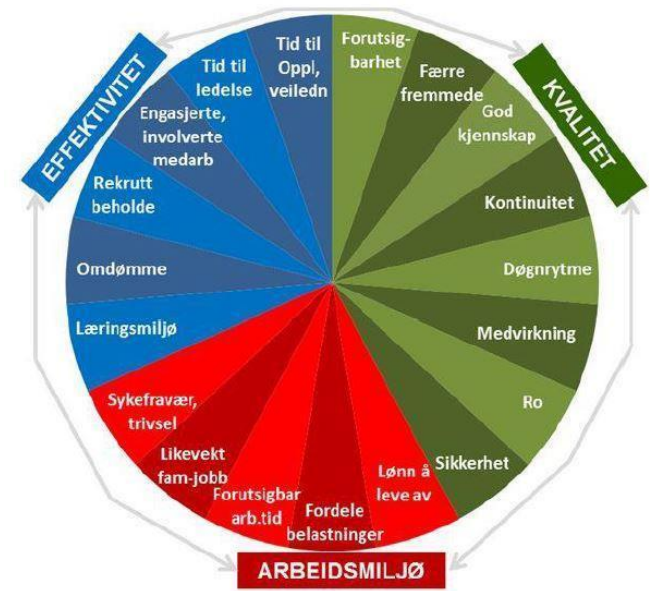 EFFEKTIVITET
KVALITET
ARBEIDSMILJØ
Forutsig-
barhet
Færre
fremmede
God
kjennskap
Kontinuitet
Døgnrytme
Medvirkning
Ro
Sikkerhet
Lønn å
leve av
Fordele
belastninger
Forutsigbar
arb.tid
Likevekt
fam-jobb
Sykefravær,
trivsel
Læringsmiljø
Omdømme
Rekrutt
beholde
Engasjerte,
involverte
medarb
Tid til
ledelse
Tid til
Oppl,
veiledn